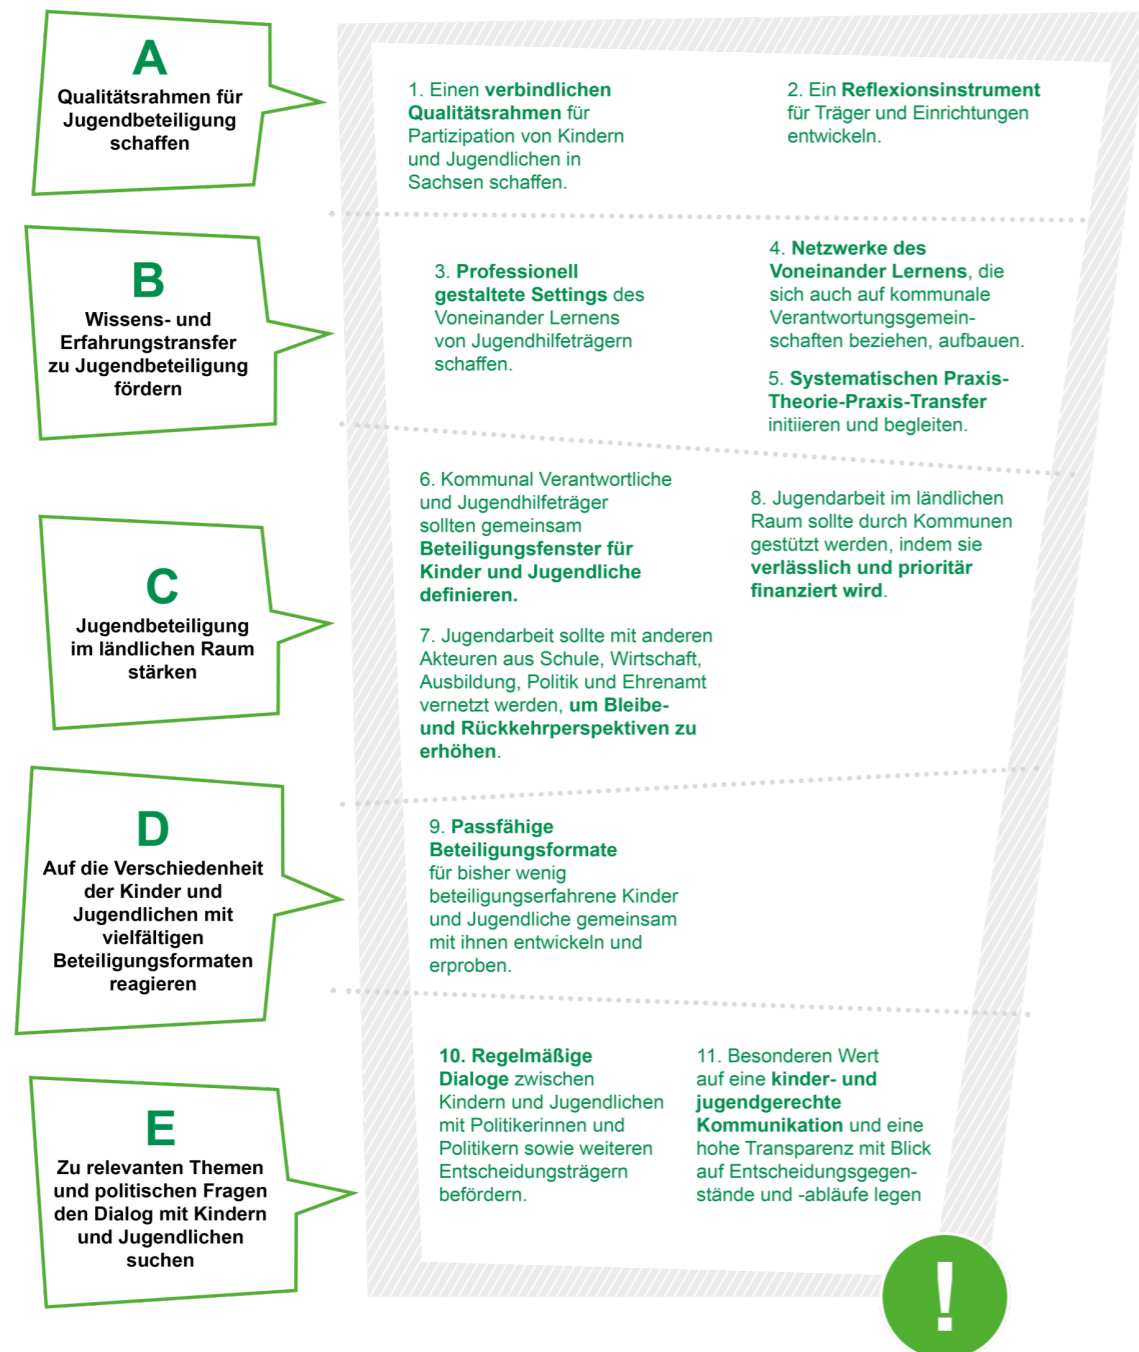 A
Qualitätsrahmen für
Jugendbeteiligung
schaffen
1. Einen verbindlichen
Qualitätsrahmen für
Partizipation von Kindern
und Jugendlichen in
Sachsen schaffen.
2. Ein Reflexionsinstrument
für Träger und Einrichtungen
entwickeln.
B
Wissens- und
Erfahrungstransfer
zu Jugendbeteiligung
fördern
3. Professionell
gestaltete Settings des
Voneinander Lernens
von Jugendhilfeträgern
schaffen.
4. Netzwerke des
Voneinander Lernens, die
sich auch auf kommunale
Verantwortungsgemein-
schaften beziehen, aufbauen.
5. Systematischen Praxis-
Theorie-Praxis-Transfer
initiieren und begleiten.
C
Jugendbeteiligung
im ländlichen Raum
stärken
6. Kommunal Verantwortliche
und Jugendhilfeträger
sollten gemeinsam
Beteiligungsfenster für
Kinder und Jugendliche
definieren.
7. Jugendarbeit sollte mit anderen
Akteuren aus Schule, Wirtschaft,
Ausbildung, Politik und Ehrenamt
vernetzt werden, um Bleibe-
und Rückkehrperspektiven zu
erhöhen.
8. Jugendarbeit im ländlichen
Raum sollte durch Kommunen
gestützt werden, indem sie
verlässlich und prioritär
finanziert wird.
D
Auf die Verschiedenheit
der Kinder und
Jugendlichen mit
vielfältigen
Beteiligungsformaten
reagieren
9. Passfähige
Beteiligungsformate
für bisher wenig
beteiligungserfahrene Kinder
und Jugendliche gemeinsam
mit ihnen entwickeln und
erproben.
E
Zu relevanten Themen
und politischen Fragen
den Dialog mit Kindern
und Jugendlichen
suchen
10. Regelmäßige
Dialoge zwischen
Kindern und Jugendlichen
mit Politikerinnen und
Politikern sowie weiteren
Entscheidungsträgern
befördern.
11. Besonderen Wert
auf eine kinder- und
jugendgerechte
Kommunikation und eine
hohe Transparenz mit Blick
auf Entscheidungsgegen-
stände und -abläufe legen
!